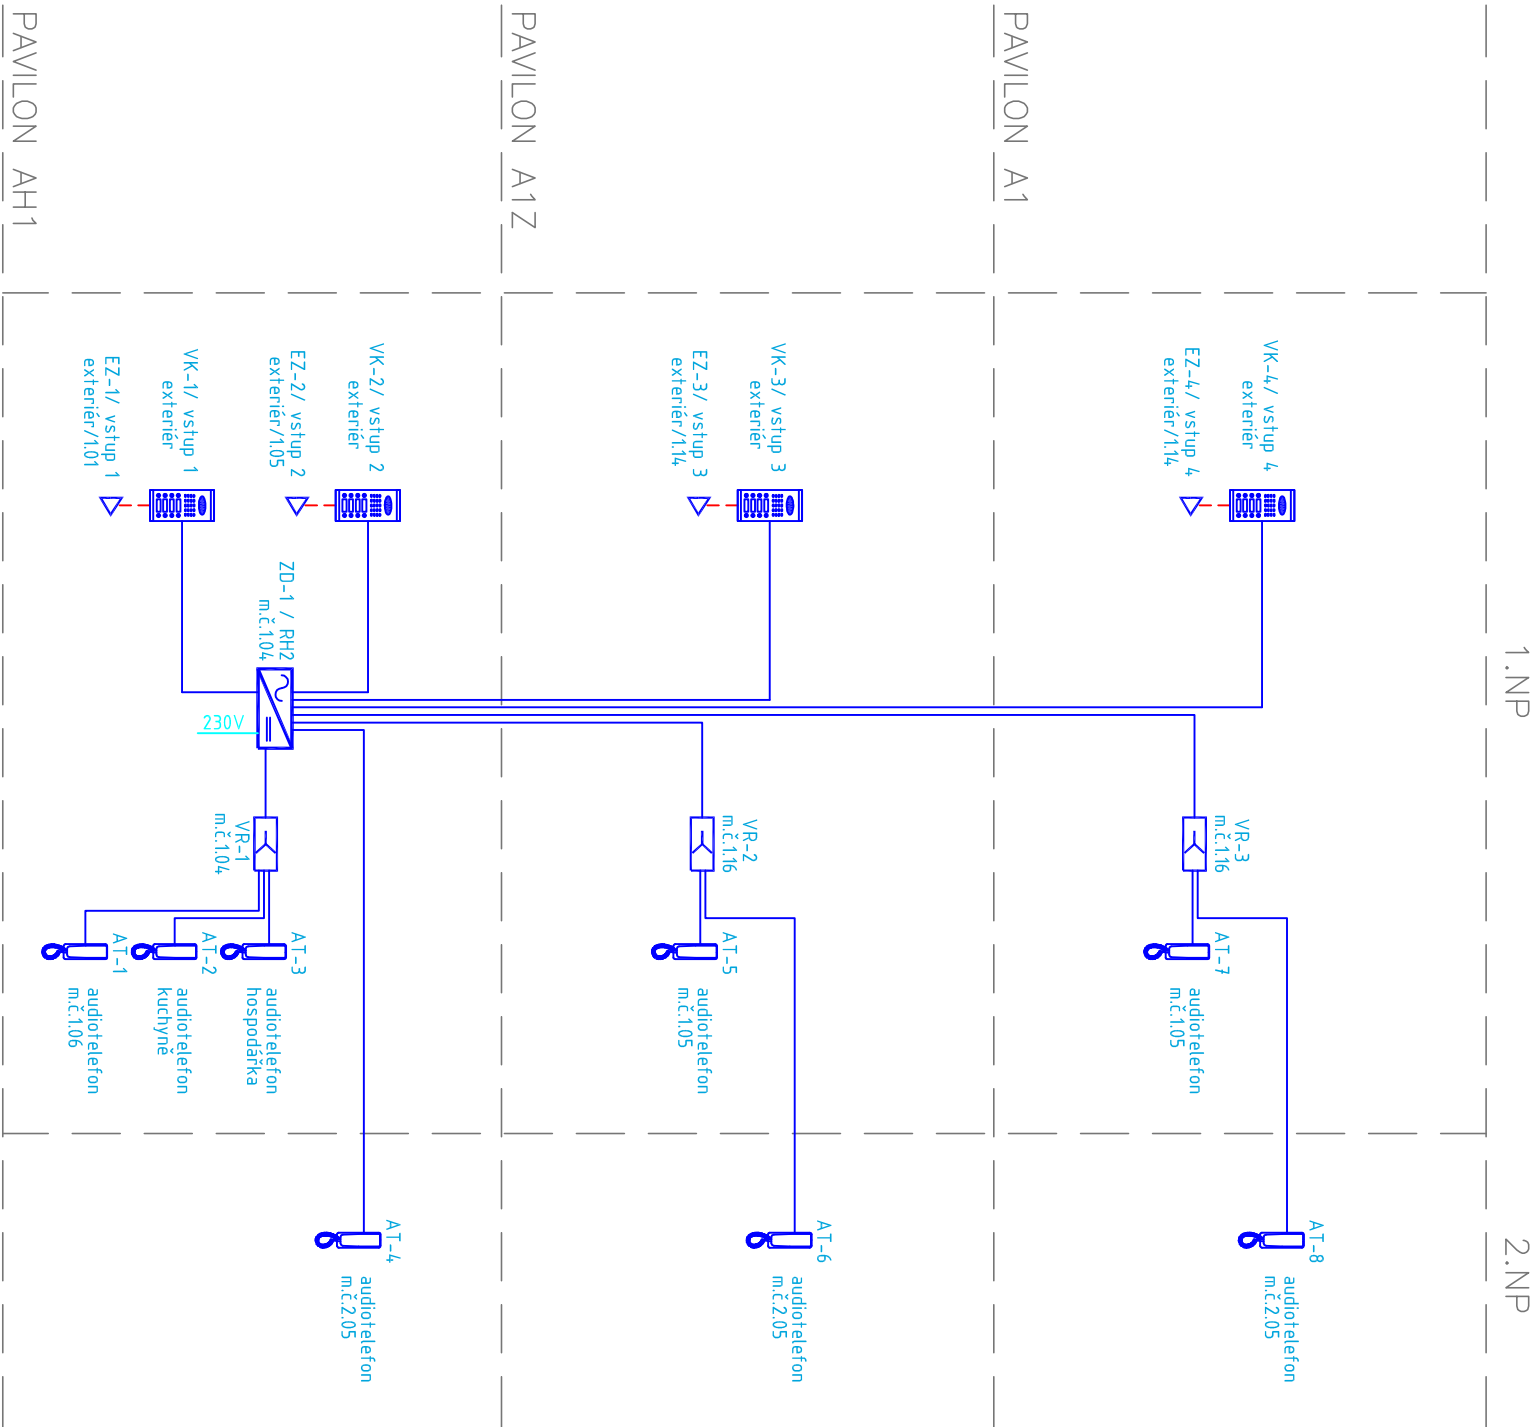 1.NP
2.NP
PAVILON A1
VK-4/ vstup 4
exteriér
EZ-4/ vstup 4
exteriér/1.14
VR-3
m.č.1.16
AT-7
audiotelefon
m.č.1.05
AT-8
audiotelefon
m.č.2.05
PAVILON A1Z
VK-3/ vstup 3
exteriér
EZ-3/ vstup 3
exteriér/1.14
VR-2
m.č.1.16
AT-5
audiotelefon
m.č.1.05
AT-6
audiotelefon
m.č.2.05
PAVILON AH1
VK-2/ vstup 2
exteriér
EZ-2/ vstup 2
exteriér/1.05
VK-1/ vstup 1
exteriér
EZ-1/ vstup 1
exteriér/1.01
ZD-1 / RH2
m.č.1.04
230V
VR-1
m.č.1.04
AT-3
audiotelefon
hospodářka
AT-2
audiotelefon
kuchyně
AT-1
audiotelefon
m.č.1.06
AT-4
audiotelefon
m.č.2.05